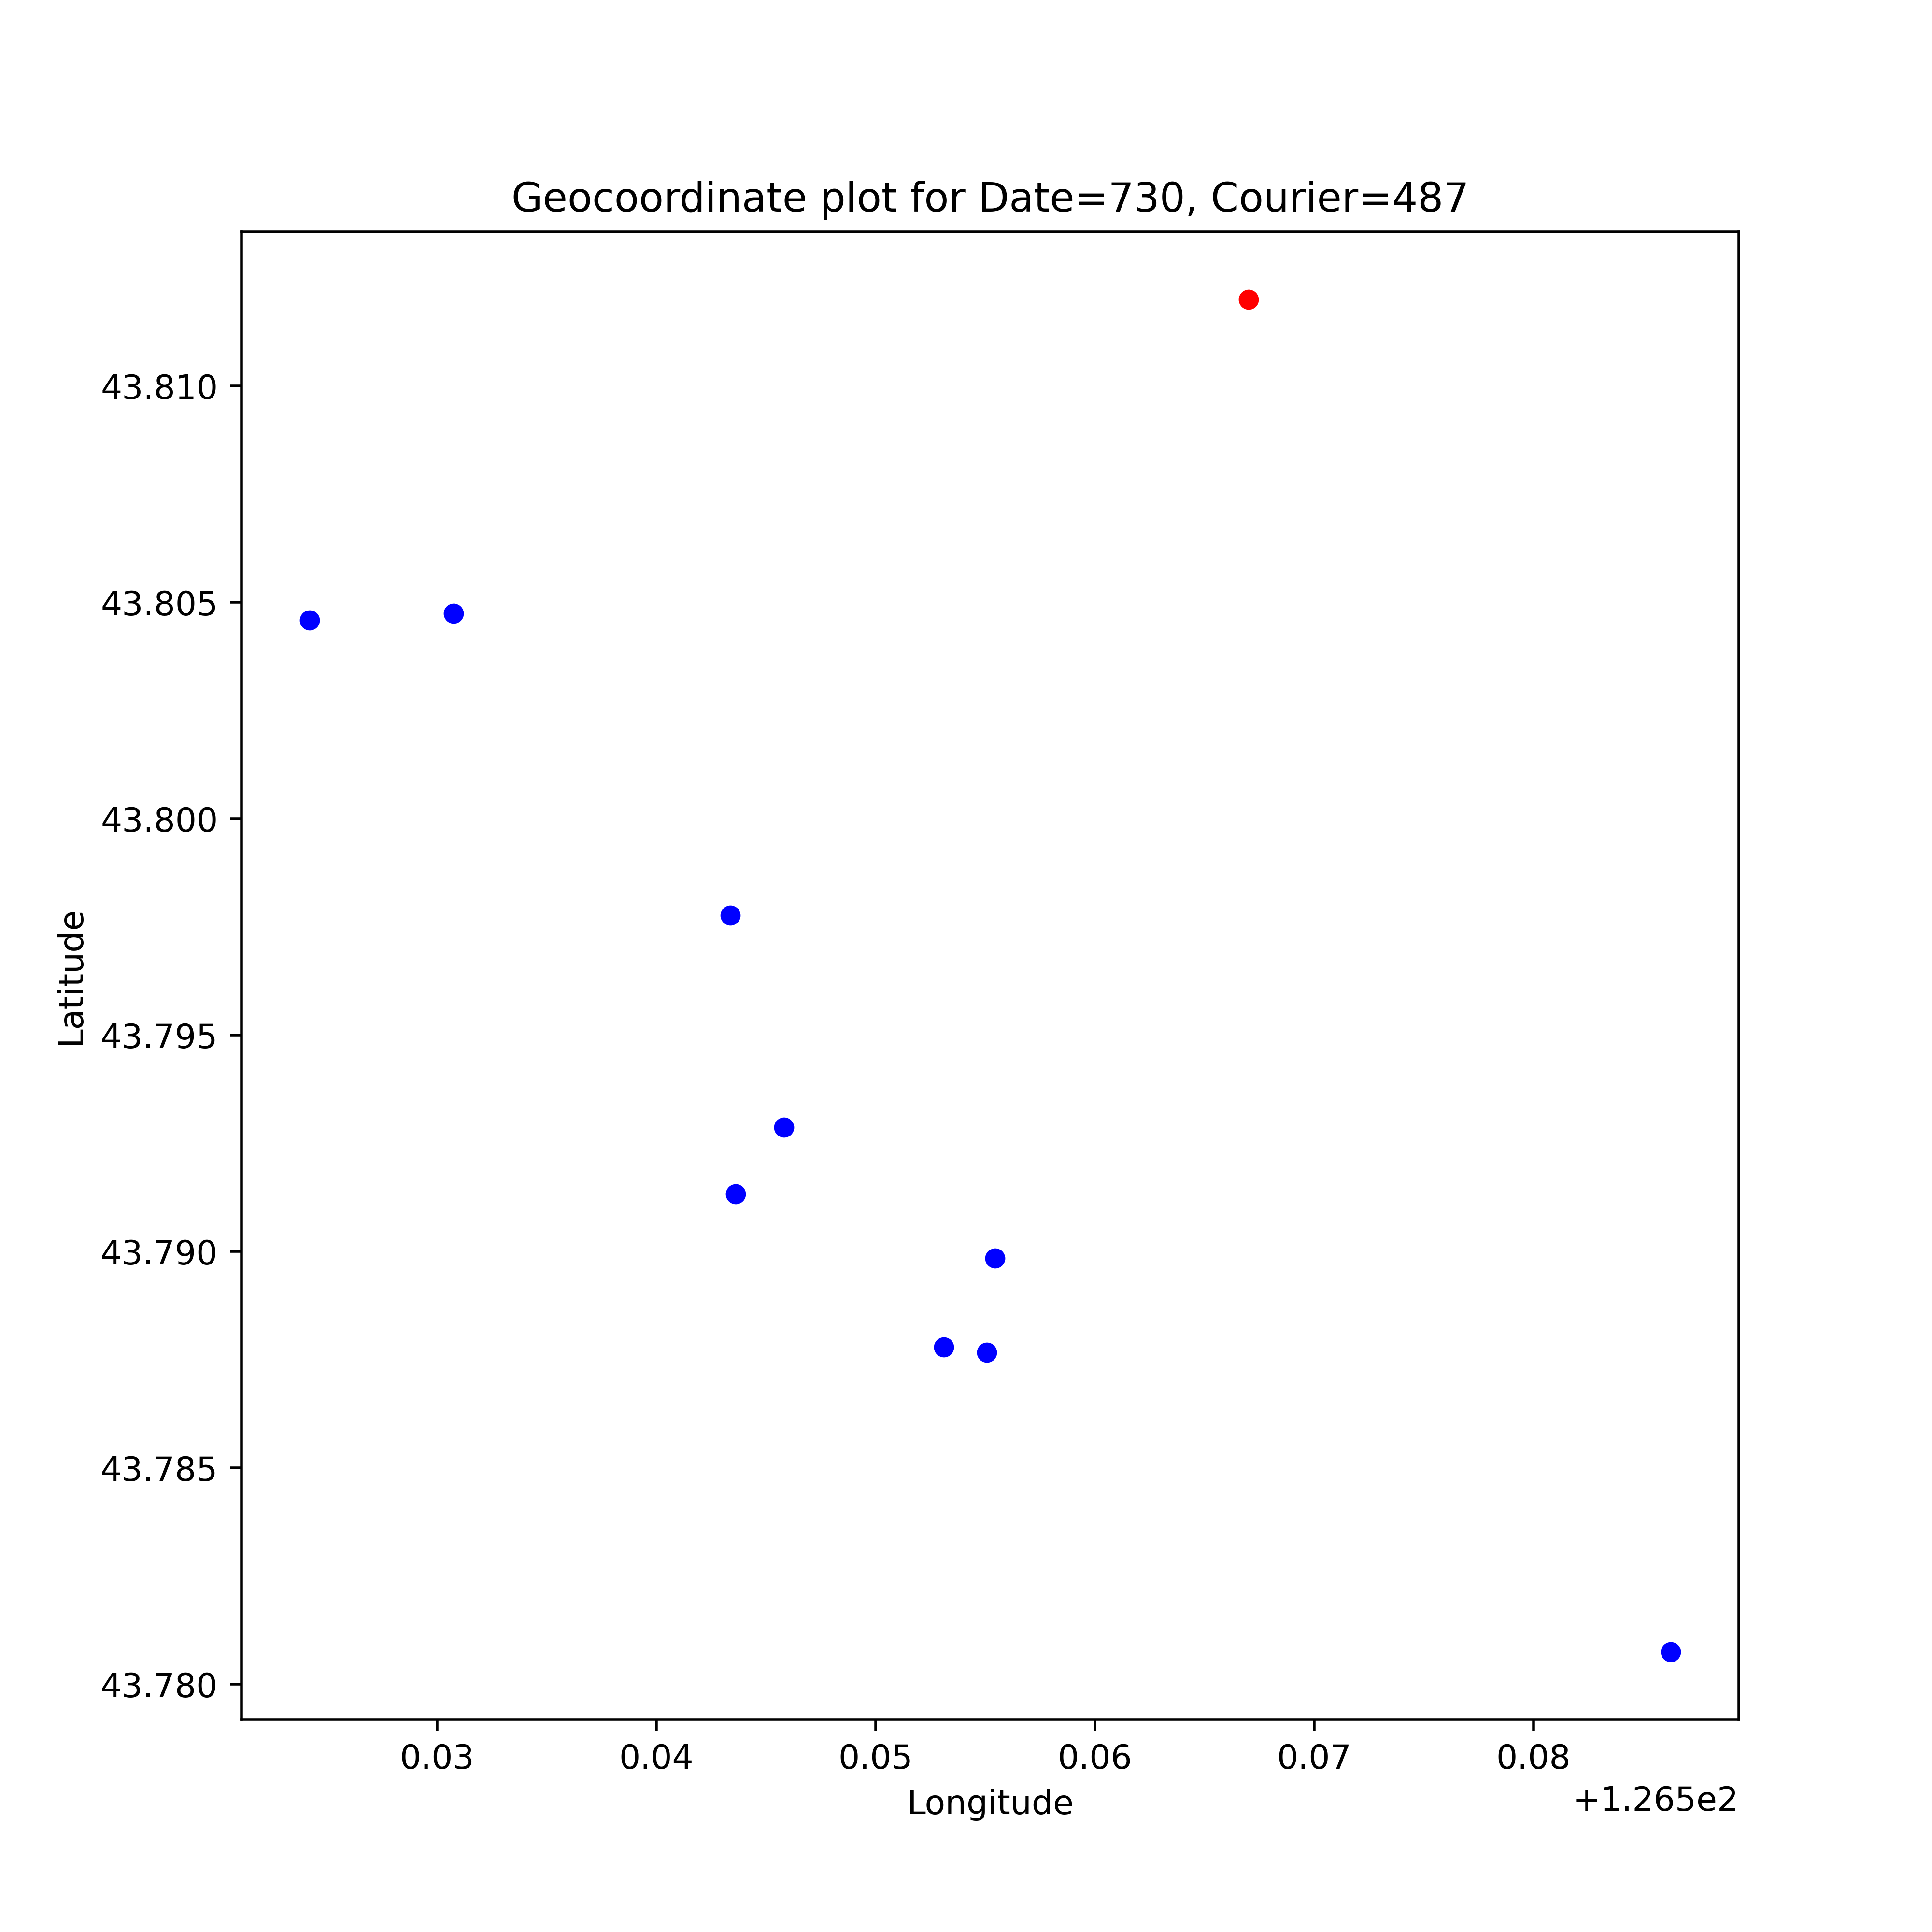 Geocoordinate plot for Date=730, Courier=487
43.810
43.805
43.800
43.795
43.790
43.785
43.780
Latitude
0.03 0.04 0.05 0.06 0.07 0.08
Longitude
+1.265e2